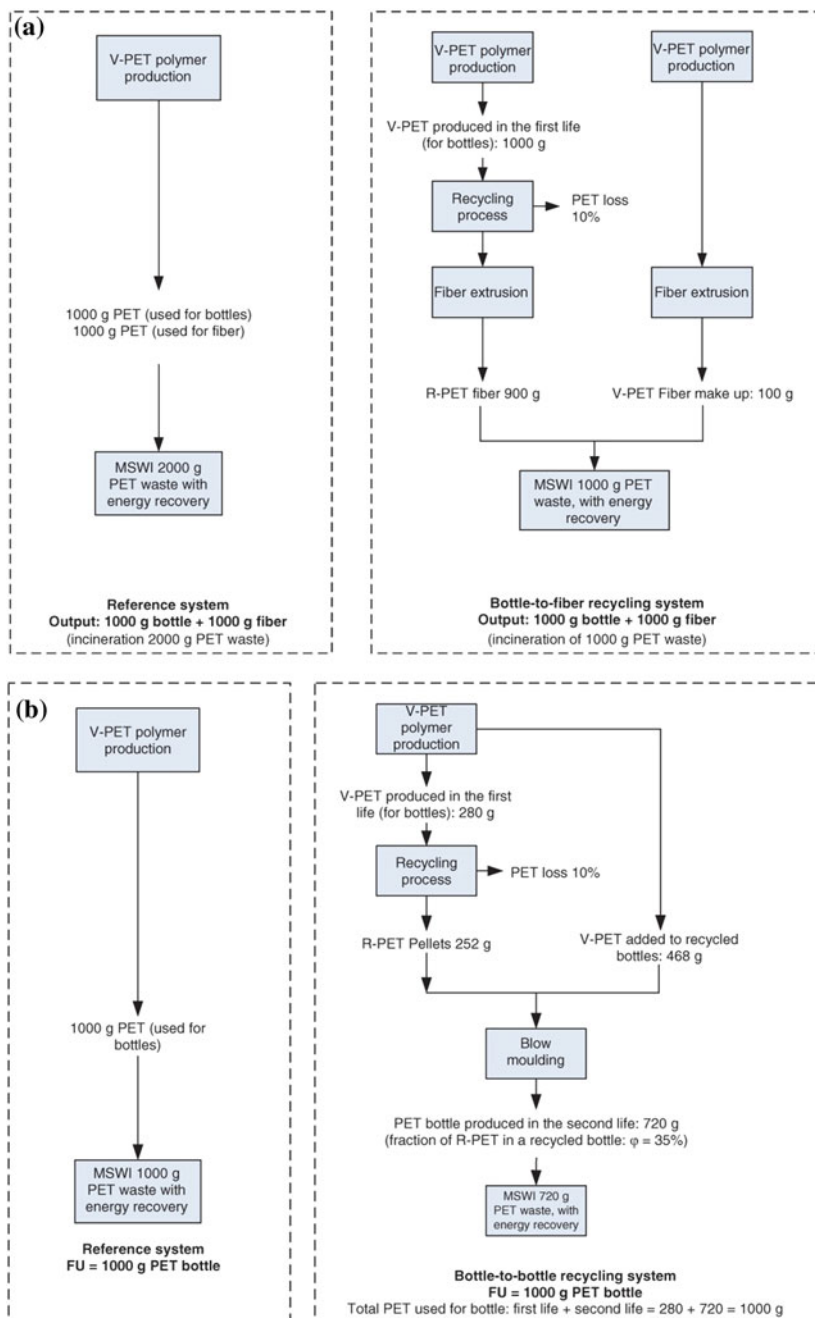 (a)
V-PET polymer
production
1000 g PET (used for bottles)
1000 g PET (used for fiber)
MSWI 2000 g
PET waste with
energy recovery
Reference system
Output: 1000 g bottle + 1000 g fiber
(incineration 2000 g PET waste)
V-PET polymer
production
V-PET produced in the first life
(for bottles): 1000 g
Recycling
process
PET loss
10%
Fiber extrusion
R-PET fiber 900 g
V-PET polymer
production
Fiber extrusion
V-PET Fiber make up: 100 g
MSWI 1000 g PET
waste, with energy
recovery
Bottle-to-fiber recycling system
Output: 1000 g bottle + 1000 g fiber
(incineration of 1000 g PET waste)
(b)
V-PET polymer
production
1000 g PET (used for
bottles)
MSWI 1000 g
PET waste with
energy recovery
Reference system
FU = 1000 g PET bottle
V-PET
polymer
production
V-PET produced in the first
life (for bottles): 280 g
Recycling
process
PET loss 10%
R-PET Pellets 252 g
V-PET added to recycled
bottles: 468 g
Blow
moulding
PET bottle produced in the second life: 720 g
(fraction of R-PET in a recycled bottle: φ = 35%)
MSWI 720 g
PET waste, with
energy recovery
Bottle-to-bottle recycling system
FU = 1000 g PET bottle
Total PET used for bottle: first life + second life = 280 + 720 = 1000 g